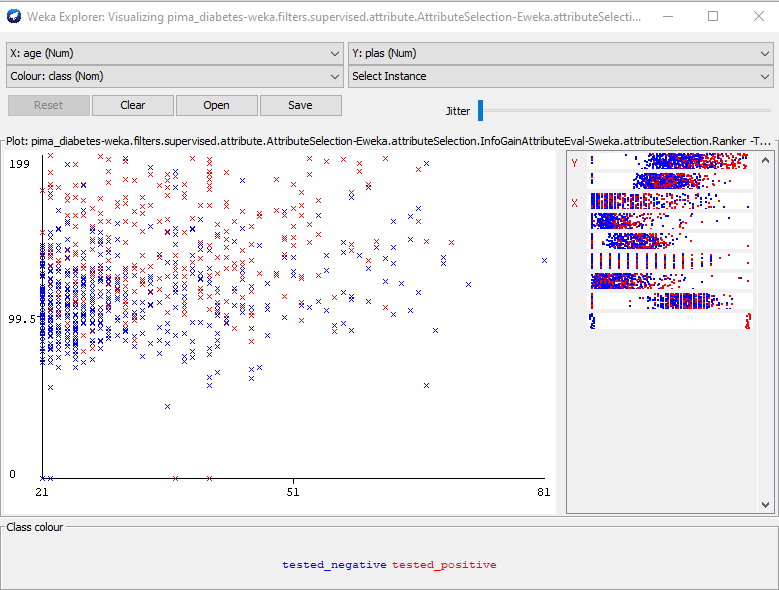 Weka Explorer: Visualizing pima_diabetes-weka.filters.supervised.attribute.AttributeSelection-Eweka.attributeSelecti...
X: age (Num)
Y: plas (Num)
Colour: class (Nom)
Select Instance
Reset
Clear
Open
Save
Jitter
Plot: pima_diabetes-weka.filters.supervised.attribute.AttributeSelection-Eweka.attributeSelection.InfoGainAttributeEval-Sweka.attributeSelection.Ranker -T...
199
99.5
0
21
51
81
Y
X
Class colour
tested_negative tested_positive